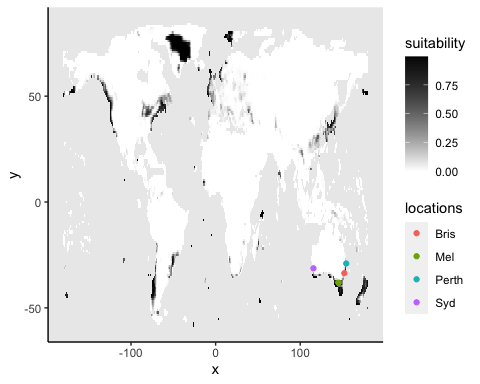 suitability
0.75
0.50
0.25
0.00
locations
Bris
Mel
Perth
Syd
50
0
-50
y
-100
0
100
x